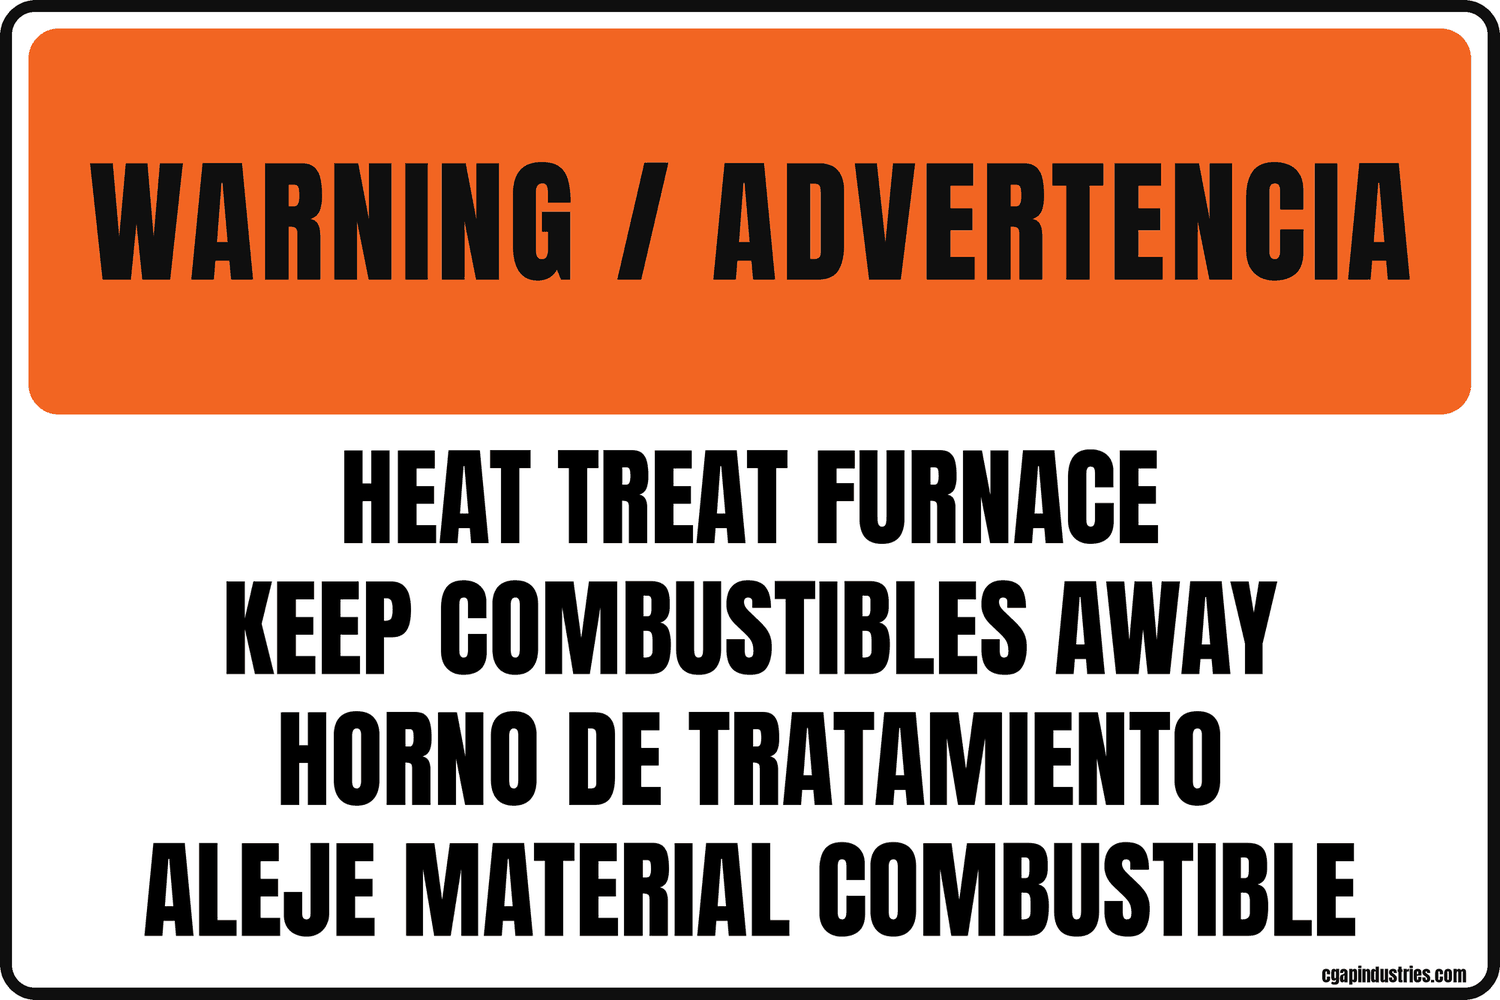 WARNING / ADVERTENCIA
HEAT TREAT FURNACE
KEEP COMBUSTIBLES AWAY
HORNO DE TRATAMIENTO
ALEJE MATERIAL COMBUSTIBLE
cgapindustries.com